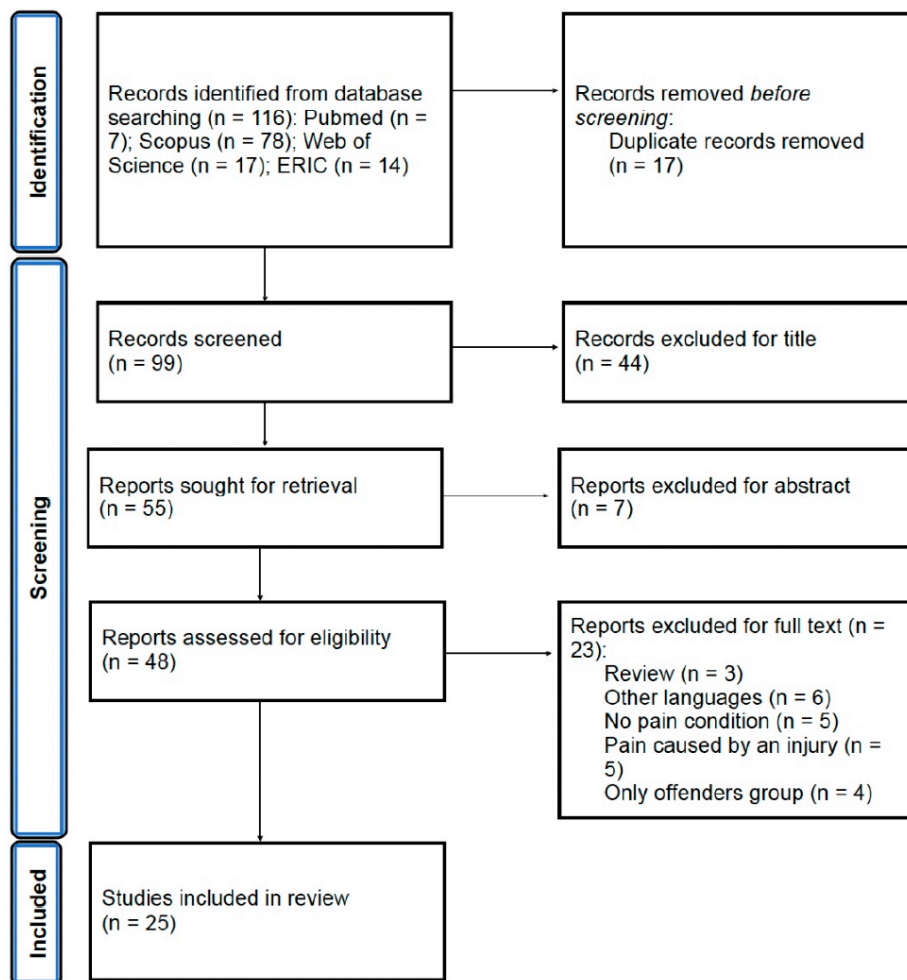 Identification
Records identified from database
searching (n = 116): Pubmed (n =
7); Scopus (n = 78); Web of
Science (n = 17); ERIC (n = 14)
Records removed before
screening:
Duplicate records removed
(n = 17)
Screening
Records screened
(n = 99)
Records excluded for title
(n = 44)
Reports sought for retrieval
(n = 55)
Reports excluded for abstract
(n = 7)
Reports assessed for eligibility
(n = 48)
Reports excluded for full text (n =
23):
Review (n = 3)
Other languages (n = 6)
No pain condition (n = 5)
Pain caused by an injury (n =
5)
Only offenders group (n = 4)
Included
Studies included in review
(n = 25)